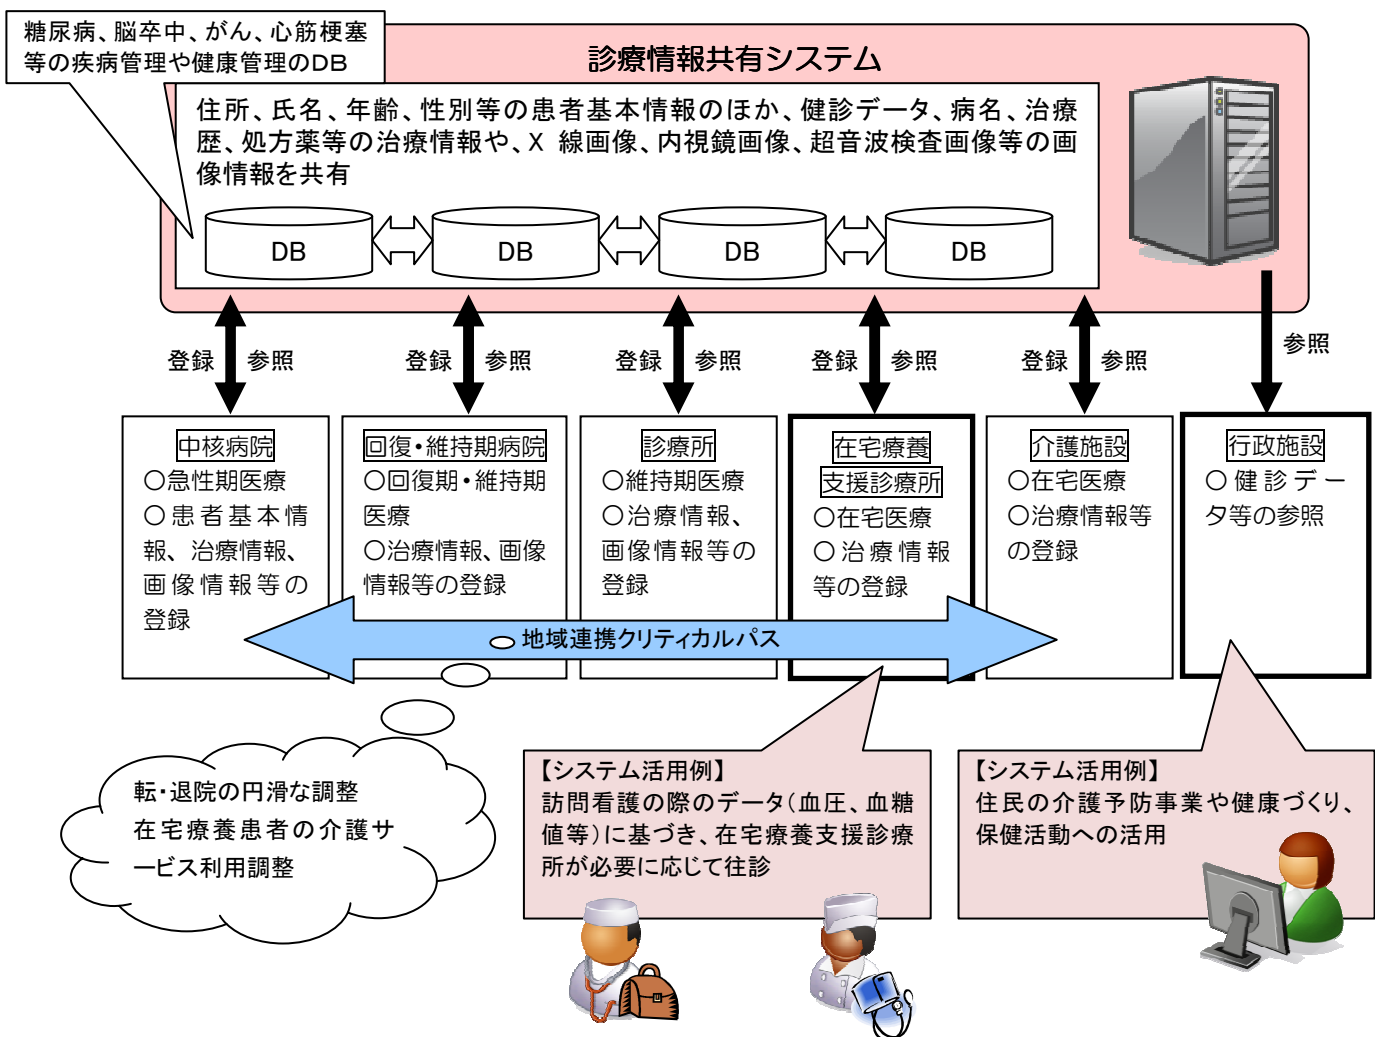 糖尿病、脳卒中、がん、心筋梗塞
等の疾病管理や健康管理のDB
診療情報共有システム
住所、氏名、年齢、性別等の患者基本情報のほか、健診データ、病名、治療
歴、処方薬等の治療情報や、X 線画像、内視鏡画像、超音波検査画像等の画
像情報を共有
DB
DB
DB
DB
登録 参照
登録 参照
登録 参照
登録 参照
登録 参照
参照
中核病院
○急性期医療
○患者基本情
報、治療情報、
画像情報等の
登録
回復・維持期病院
○回復期・維持期
医療
○治療情報、画像
情報等の登録
診療所
○維持期医療
○治療情報、
画像情報等の
登録
在宅療養
支援診療所
○在宅医療
○治療情報
等の登録
介護施設
○在宅医療
○治療情報等
の登録
行政施設
○健診デー
タ等の参照
地域連携クリティカルパス
転・退院の円滑な調整
在宅療養患者の介護サ
ービス利用調整
【システム活用例】
訪問看護の際のデータ(血圧、血糖
値等)に基づき、在宅療養支援診療
所が必要に応じて往診
【システム活用例】
住民の介護予防事業や健康づくり、
保健活動への活用